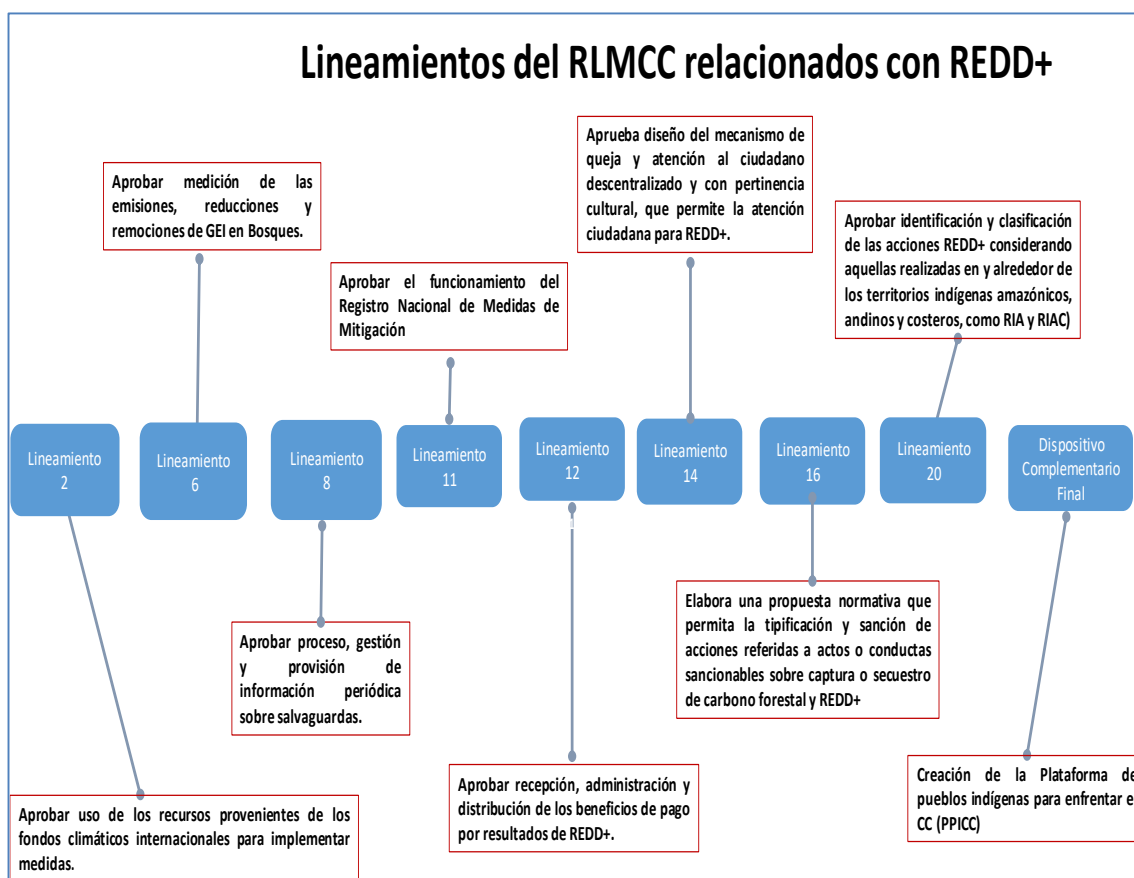 Lineamientos del RLMCC relacionados con REDD+
Aprueba diseño del mecanismo de
queja y atención al ciudadano
descentralizado y con pertinencia
cultural, que permite la atención
ciudadana para REDD+.
Aprobar medición de las
emisiones, reducciones y
remociones de GEI en Bosques.
Aprobar identificación y clasificación
de las acciones REDD+ considerando
aquellas realizadas en y alrededor de
los territorios indígenas amazónicos,
andinos y costeros, como RIA y RIAC)
Aprobar el funcionamiento del
Registro Nacional de Medidas de
Mitigación
Lineamiento
2
Lineamiento
6
Lineamiento
8
Lineamiento
11
Lineamiento
12
Lineamiento
14
Lineamiento
16
Lineamiento
20
Dispositivo
Complementario
Final
Elabora una propuesta normativa que
permita la tipificación y sanción de
acciones referidas a actos o conductas
sancionables sobre captura o secuestro
de carbono forestal y REDD+
Aprobar proceso, gestión
y provisión de
información periódica
sobre salvaguardas.
Aprobar uso de los recursos provenientes de los
fondos climáticos internacionales para implementar
medidas.
Aprobar recepción, administración y
distribución de los beneficios de pago
por resultados de REDD+.
Creación de la Plataforma de
pueblos indígenas para enfrentar e
CC (PPICC)